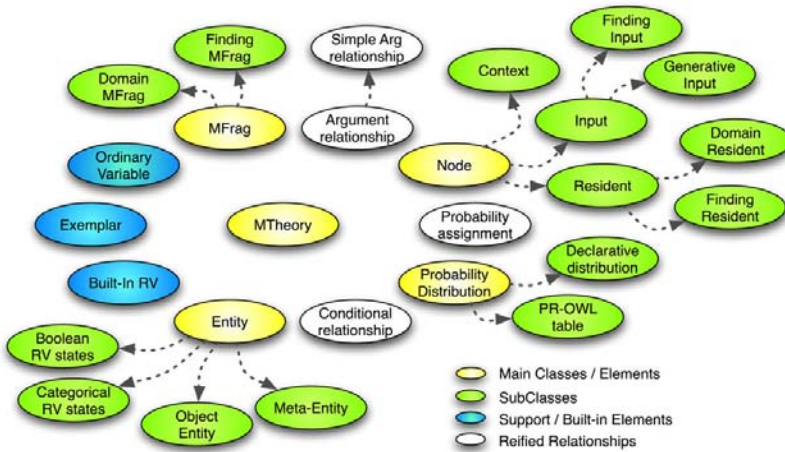 Finding
MFrag
Simple Arg
relationship
Finding
Input
Domain
MFrag
Context
Generative
Input
MFrag
Argument
relationship
Input
Domain
Resident
Ordinary
Variable
Node
Resident
Finding
Resident
Exemplar
MTheory
Probability
assignment
Declarative
distribution
Built-In RV
Probability
Distribution
PR-OWL
table
Entity
Conditional
relationship
Boolean
RV states
Categorical
RV states
Object
Entity
Meta-Entity
Main Classes / Elements
SubClasses
Support / Built-in Elements
Reified Relationships